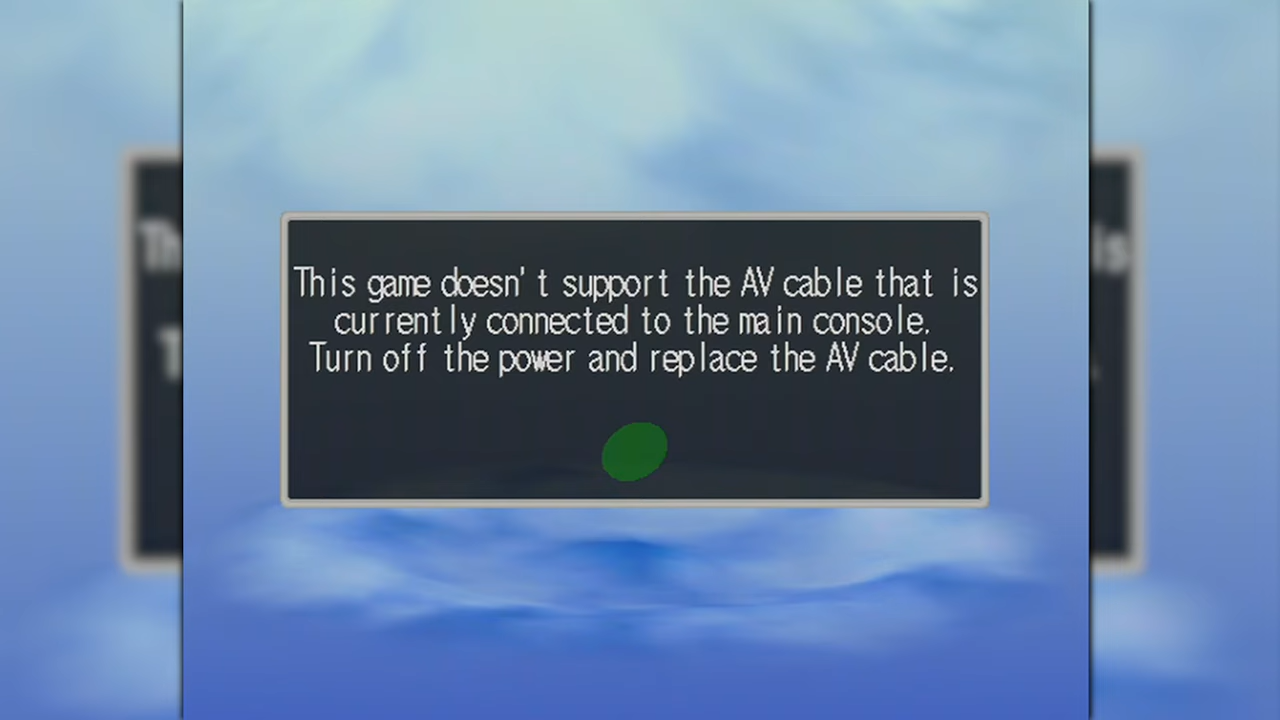 This game doesn't support the AV cable that is
currently connected to the main console.
Turn off the power and replace the AV cable.